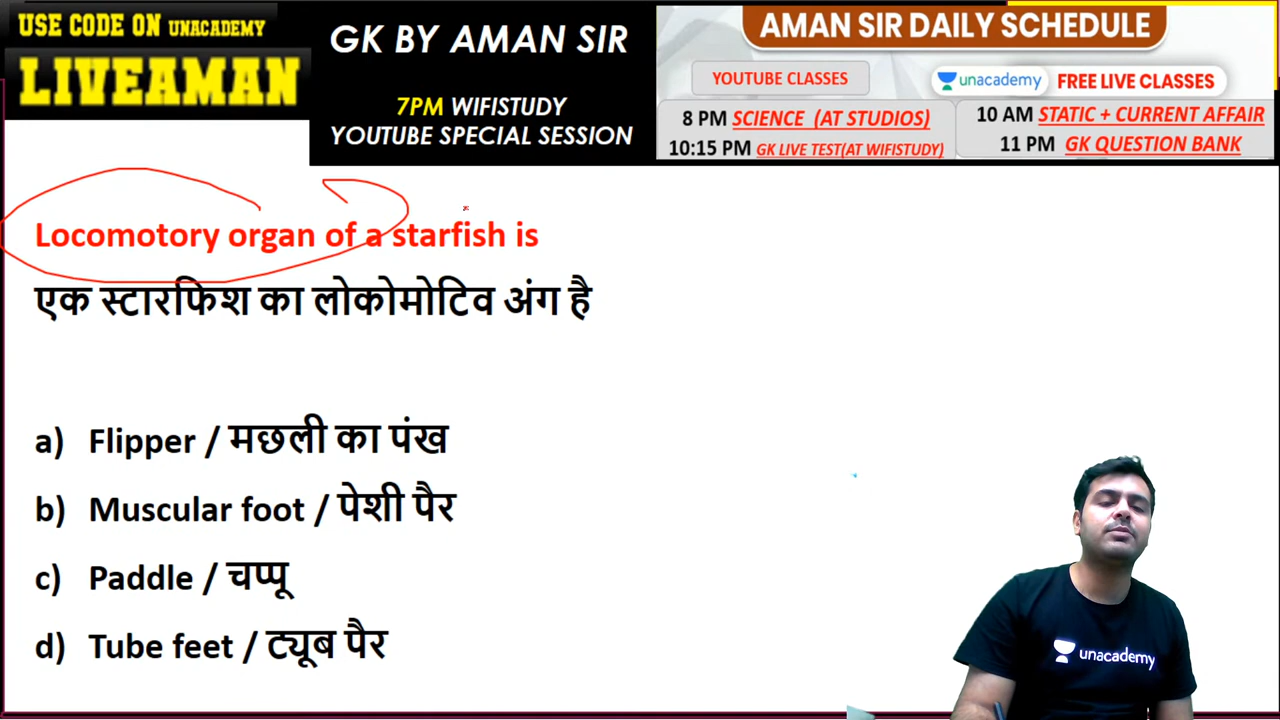 USE CODE ON UNACADEMY
LIVEAMAN
GK BY AMAN SIR
7PM WIFISTUDY
YOUTUBE SPECIAL SESSION
AMAN SIR DAILY SCHEDULE
YOUTUBE CLASSES
unacademy FREE LIVE CLASSES
8 PM SCIENCE (AT STUDIOS)
10 AM STATIC + CURRENT AFFAIR
10:15 PM GK LIVE TEST(AT WIFISTUDY)
11 PM GK QUESTION BANK
Locomotory organ of a starfish is
एक स्टारफिश का लोकोमोटिव अंग है
a) Flipper / मछली का पंख
b) Muscular foot / पेशी पैर
c) Paddle / चप्पू
d) Tube feet / ट्यूब पैर
unacademy